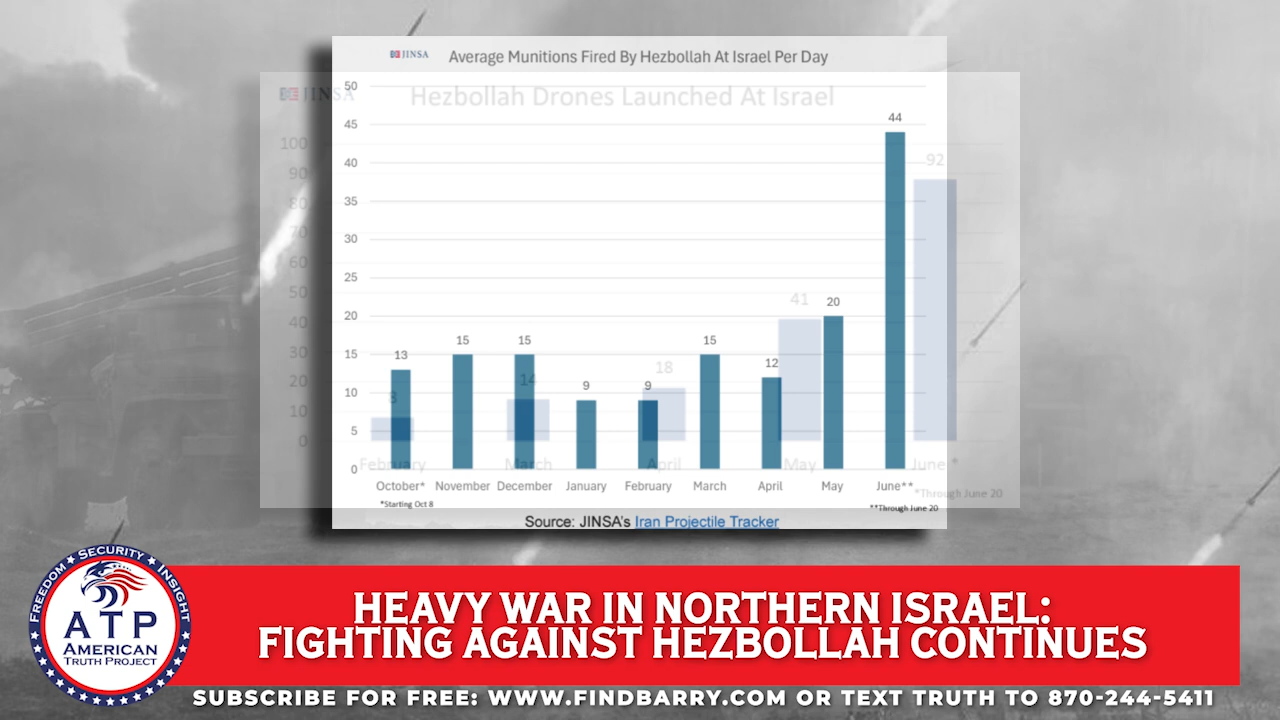 JINSA
Average Munitions Fired By Hezbollah At Israel Per Day
JINSA
Hezbollah Drones Launched At Israel
50
45
40
35
30
25
20
15
10
5
0
13
15
15
9
9
15
12
20
44
October*
November
December
January
February
March
April
May
June**
*Starting Oct 8
**Through June 20
Source: JINSA's Iran Projectile Tracker
100
90
80
70
60
50
40
30
20
10
0
8
14
18
41
92
February
March
April
May
June *
*Through June 20
FREEDOM ★ SECURITY ★ INSIGHT
ATP
AMERICAN
TRUTH PROJECT
HEAVY WAR IN NORTHERN ISRAEL:
FIGHTING AGAINST HEZBOLLAH CONTINUES
SUBSCRIBE FOR FREE: WWW.FINDBARRY.COM OR TEXT TRUTH TO 870-244-5411